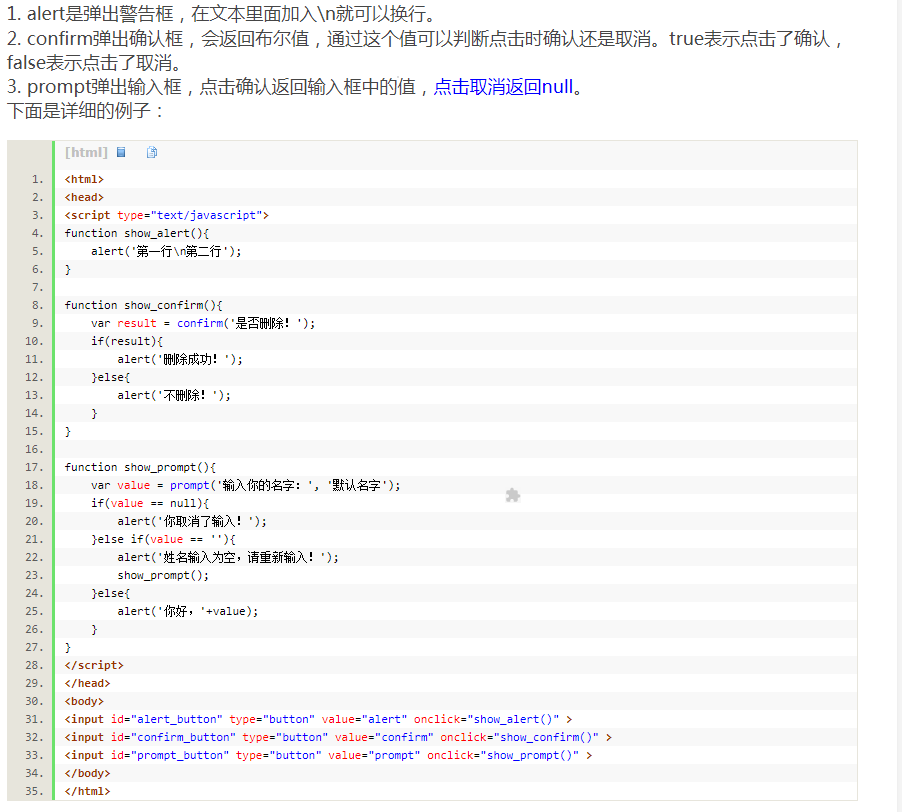 1. alert是弹出警告框，在文本里面加入\n就可以换行。
2. confirm弹出确认框，会返回布尔值，通过这个值可以判断点击时确认还是取消。true表示点击了确认，
false表示点击了取消。
3. prompt弹出输入框，点击确认返回输入框中的值，点击取消返回null。
下面是详细的例子：
[html]
1. <html>
2. <head>
3. <script type="text/javascript">
4. function show_alert(){
5.     alert('第一行\n第二行');
6. }
7.
8. function show_confirm(){
9.     var result = confirm('是否删除！');
10.     if(result){
11.         alert('删除成功！');
12.     }else{
13.         alert('不删除！');
14.     }
15. }
16.
17. function show_prompt(){
18.     var value = prompt('输入你的名字：', '默认名字');
19.     if(value == null){
20.         alert('你取消了输入！');
21.     }else if(value == ''){
22.         alert('姓名输入为空，请重新输入！');
23.         show_prompt();
24.     }else{
25.         alert('你好，'+value);
26.     }
27. }
28. </script>
29. </head>
30. <body>
31. <input id="alert_button" type="button" value="alert" onclick="show_alert()" >
32. <input id="confirm_button" type="button" value="confirm" onclick="show_confirm()" >
33. <input id="prompt_button" type="button" value="prompt" onclick="show_prompt()" >
34. </body>
35. </html>